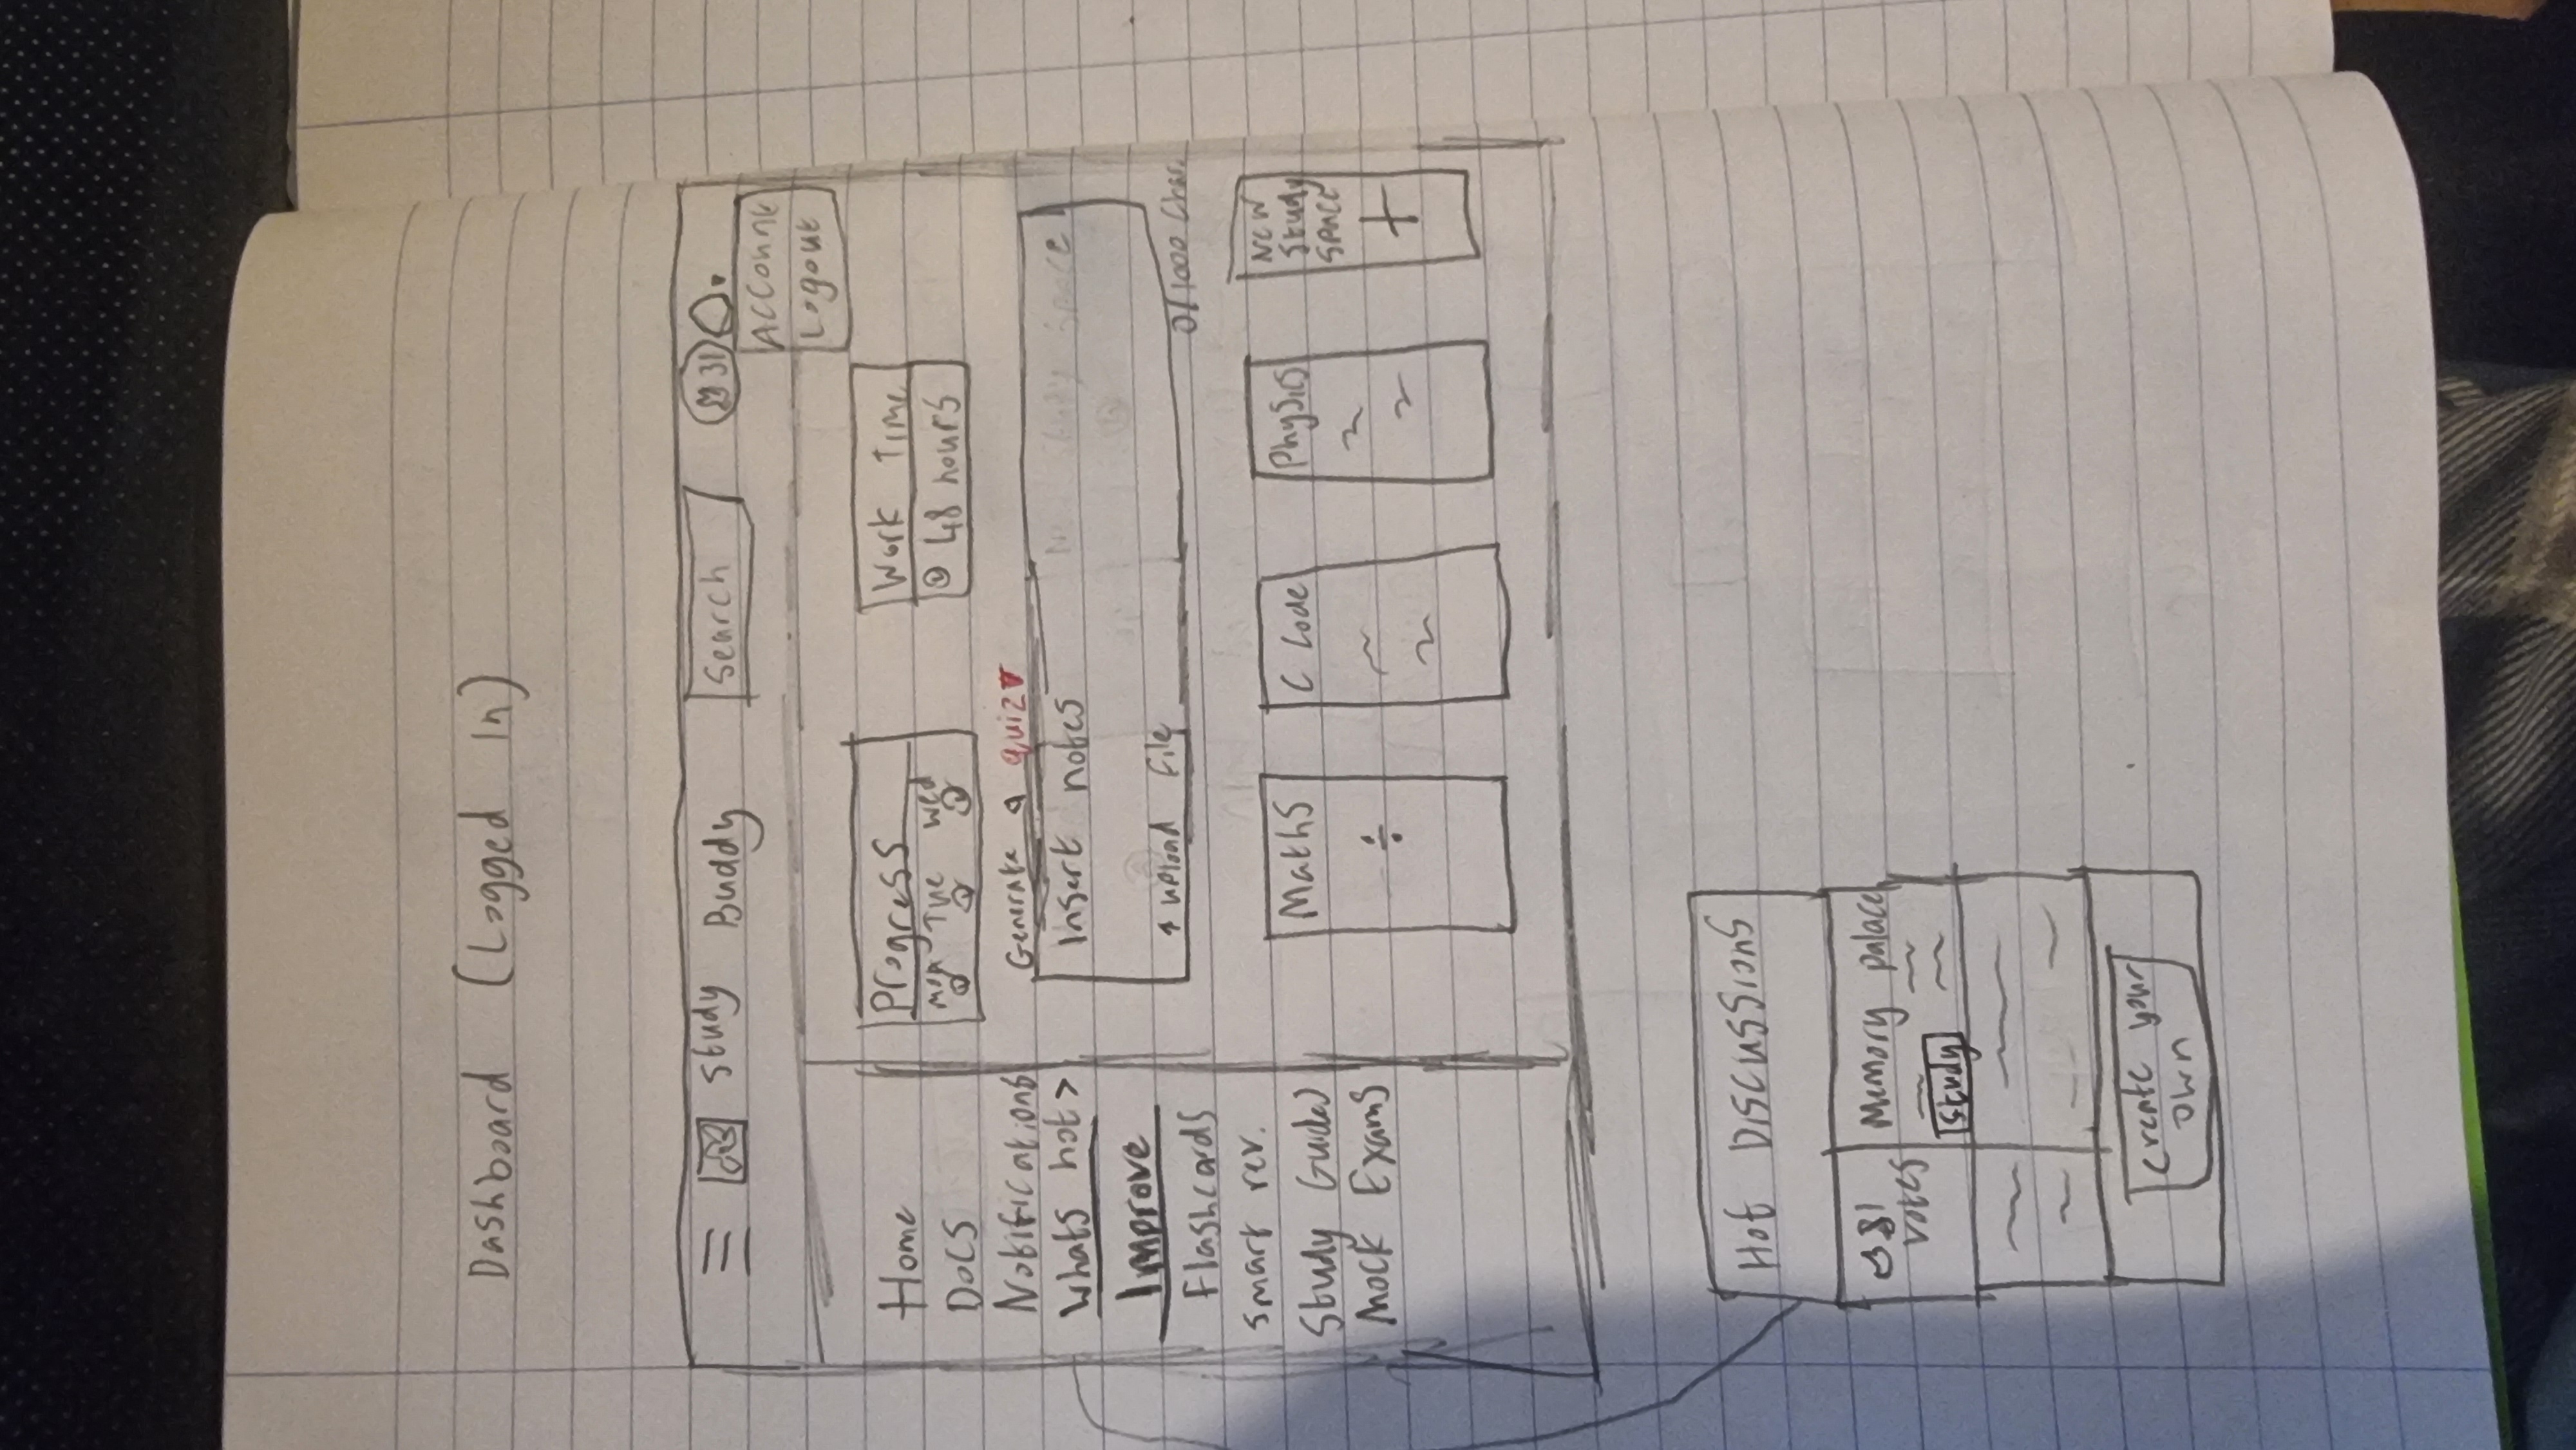 Dashboard (Logged In)
Study Buddy
Search
31
Account
Logout
Home
Docs
Notifications
Whats hot >
Improve
Flashcards
Smart rev.
Study Guides
Mock Exams
Progress
Mon Tue Wed
Work Time
48 hours
Generate a quiz
Insert notes
↑ upload file
0/1000 Char.
Maths
÷
C Code
Physics
New
Study
Space
+
Hot Discussions
81
votes
Memory palace
Study
Create your
own